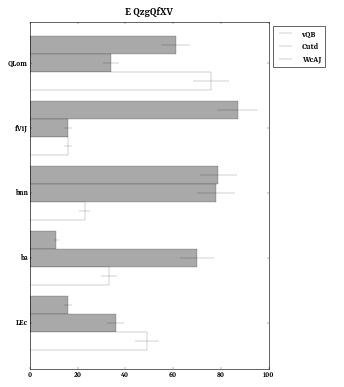 E QzgQfXV
vQB
Cutd
WcAJ
QLom
fVIJ
bnn
ba
LEc
0 20 40 60 80 100